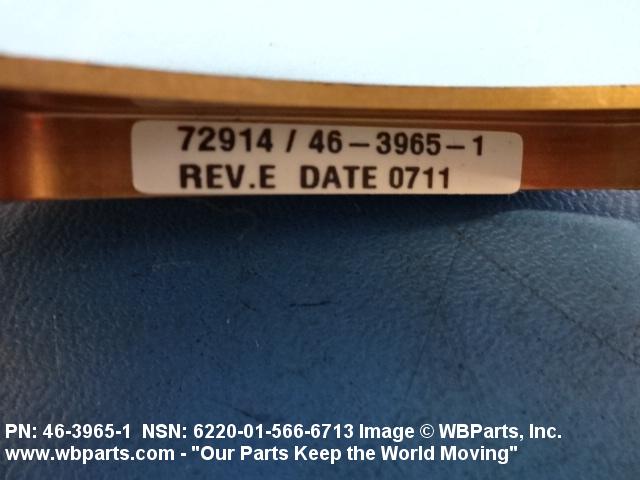 72914 / 46-3965-1
REV.E DATE 0711
PN: 46-3965-1 NSN: 6220-01-566-6713 Image © WBParts, Inc.
www.wbparts.com - "Our Parts Keep the World Moving"